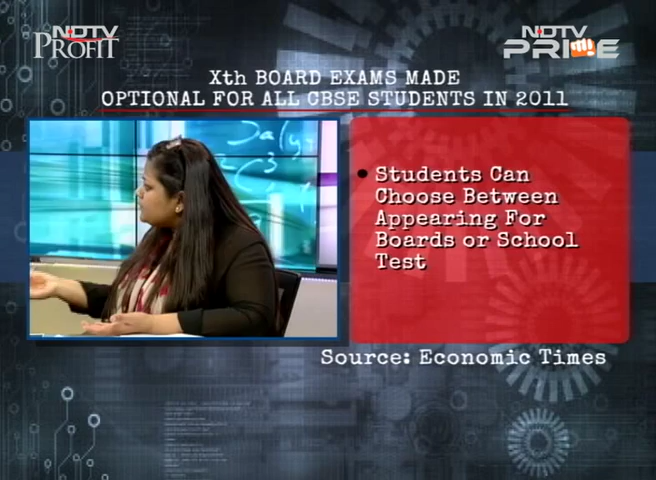 NDTV
PROFIT
NDTV
PRIME
Xth BOARD EXAMS MADE
OPTIONAL FOR ALL CBSE STUDENTS IN 2011
Students Can
Choose Between
Appearing For
Boards or School
Test
Source: Economic Times